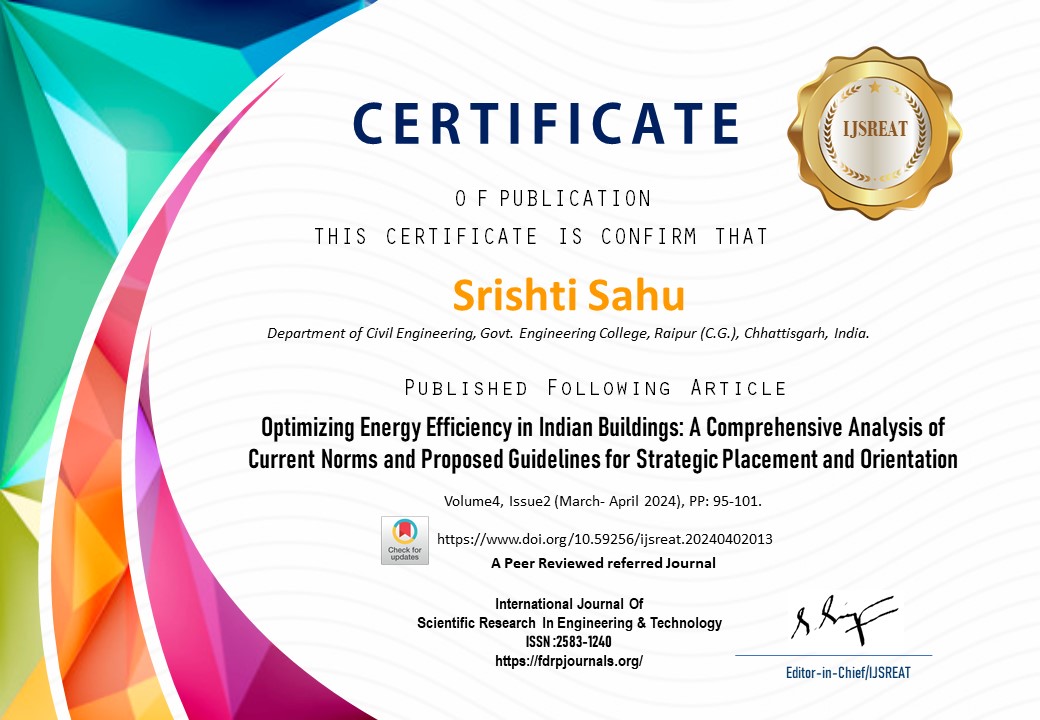 CERTIFICATE
IJSREAT
O F PUBLICATION
THIS CERTIFICATE IS CONFIRM THAT
Srishti Sahu
Department of Civil Engineering, Govt. Engineering College, Raipur (C.G.), Chhattisgarh, India.
Published Following Article
Optimizing Energy Efficiency in Indian Buildings: A Comprehensive Analysis of
Current Norms and Proposed Guidelines for Strategic Placement and Orientation
Volume4, Issue2 (March- April 2024), PP: 95-101.
Check for
updates
https://www.doi.org/10.59256/ijsreat.20240402013
A Peer Reviewed referred Journal
International Journal Of
Scientific Research In Engineering & Technology
ISSN :2583-1240
https://fdrpjournals.org/
Editor-in-Chief/IJSREAT